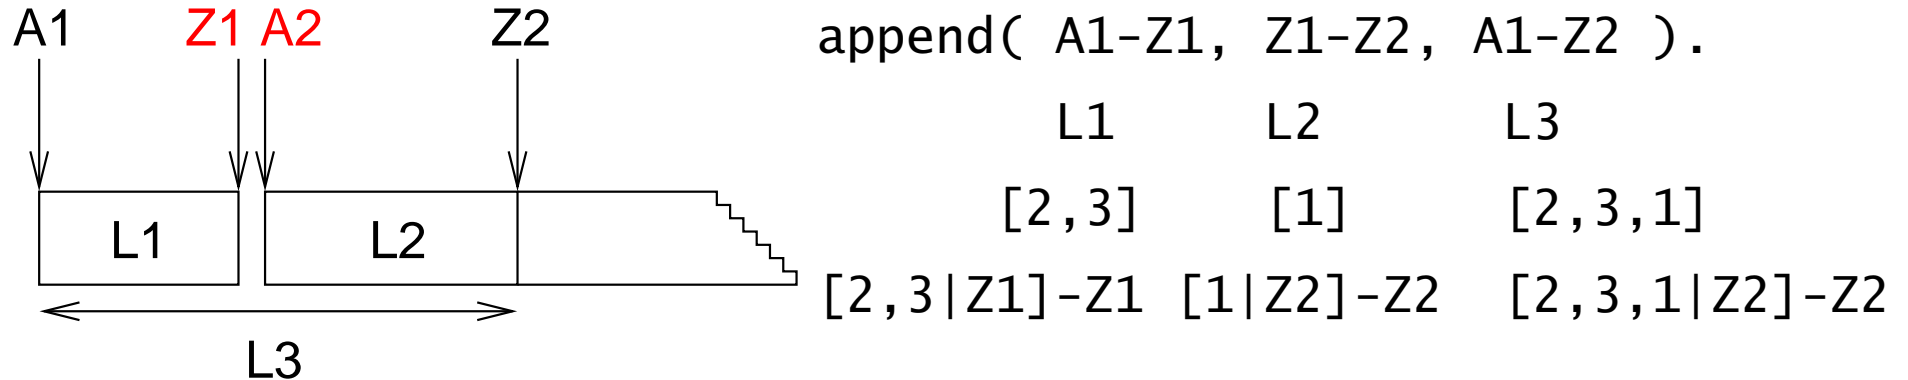 A1 Z1 A2 Z2
L1 L2
L3
append( A1-Z1, Z1-Z2, A1-Z2 ).
L1 L2 L3
[2,3] [1] [2,3,1]
[2,3|Z1]-Z1 [1|Z2]-Z2 [2,3,1|Z2]-Z2